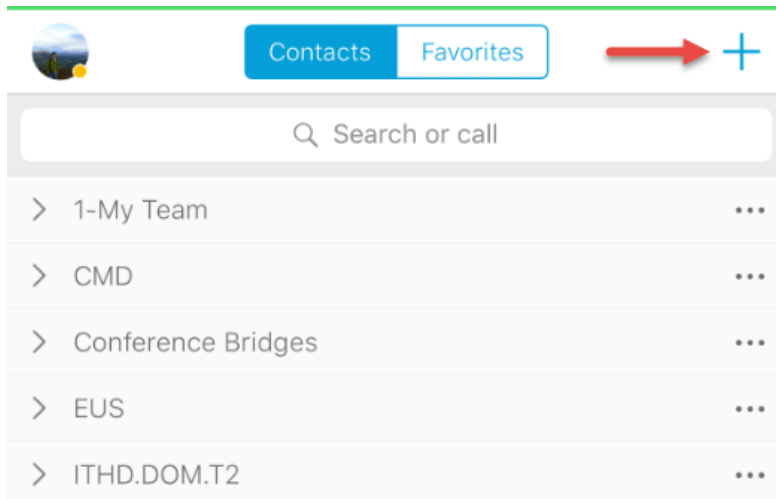 Contacts Favorites
Search or call
1-My Team
CMD
Conference Bridges
EUS
ITHD.DOM.T2